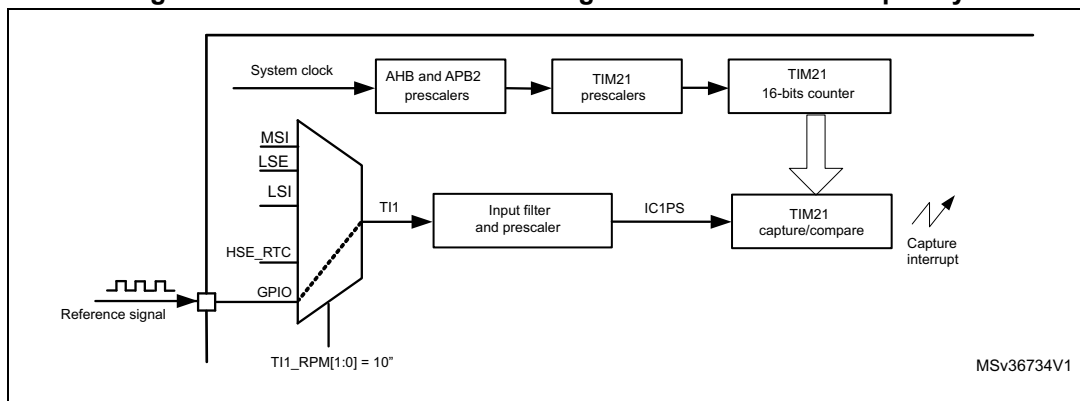 System clock
AHB and APB2
prescalers
TIM21
prescalers
TIM21
16-bits counter
MSI
LSE
LSI
HSE_RTC
GPIO
TI1
Input filter
and prescaler
IC1PS
TIM21
capture/compare
Capture
interrupt
Reference signal
TI1_RPM[1:0] = 10”
MSv36734V1